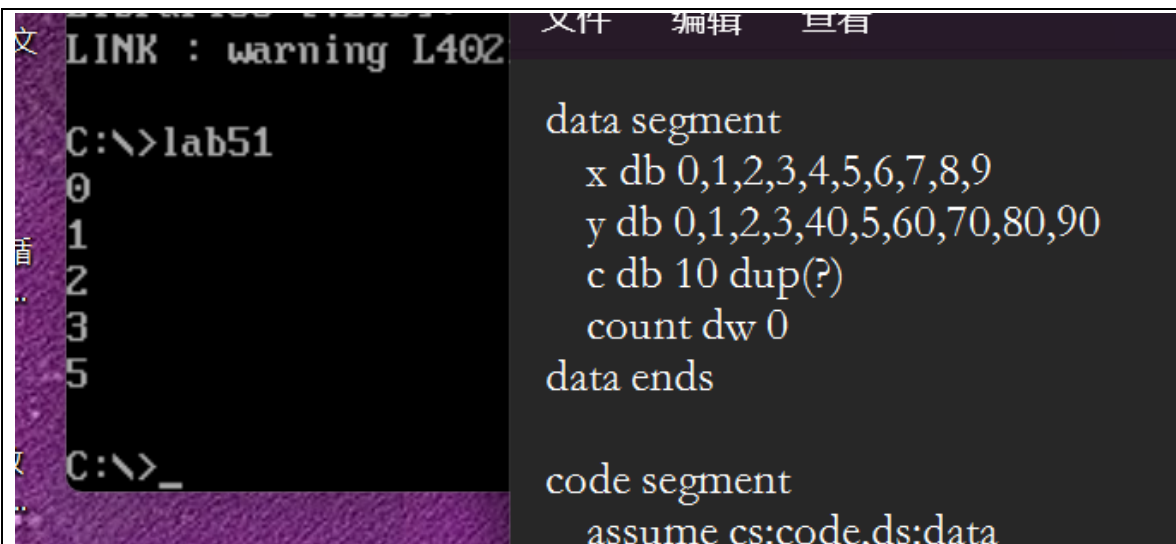 文
LINK : warning L402
C:\>lab51
0
1
2
3
5
C:\>_
文件 编辑 查看
data segment
x db 0,1,2,3,4,5,6,7,8,9
y db 0,1,2,3,40,5,60,70,80,90
c db 10 dup(?)
count dw 0
data ends
code segment
assume cs:code,ds:data